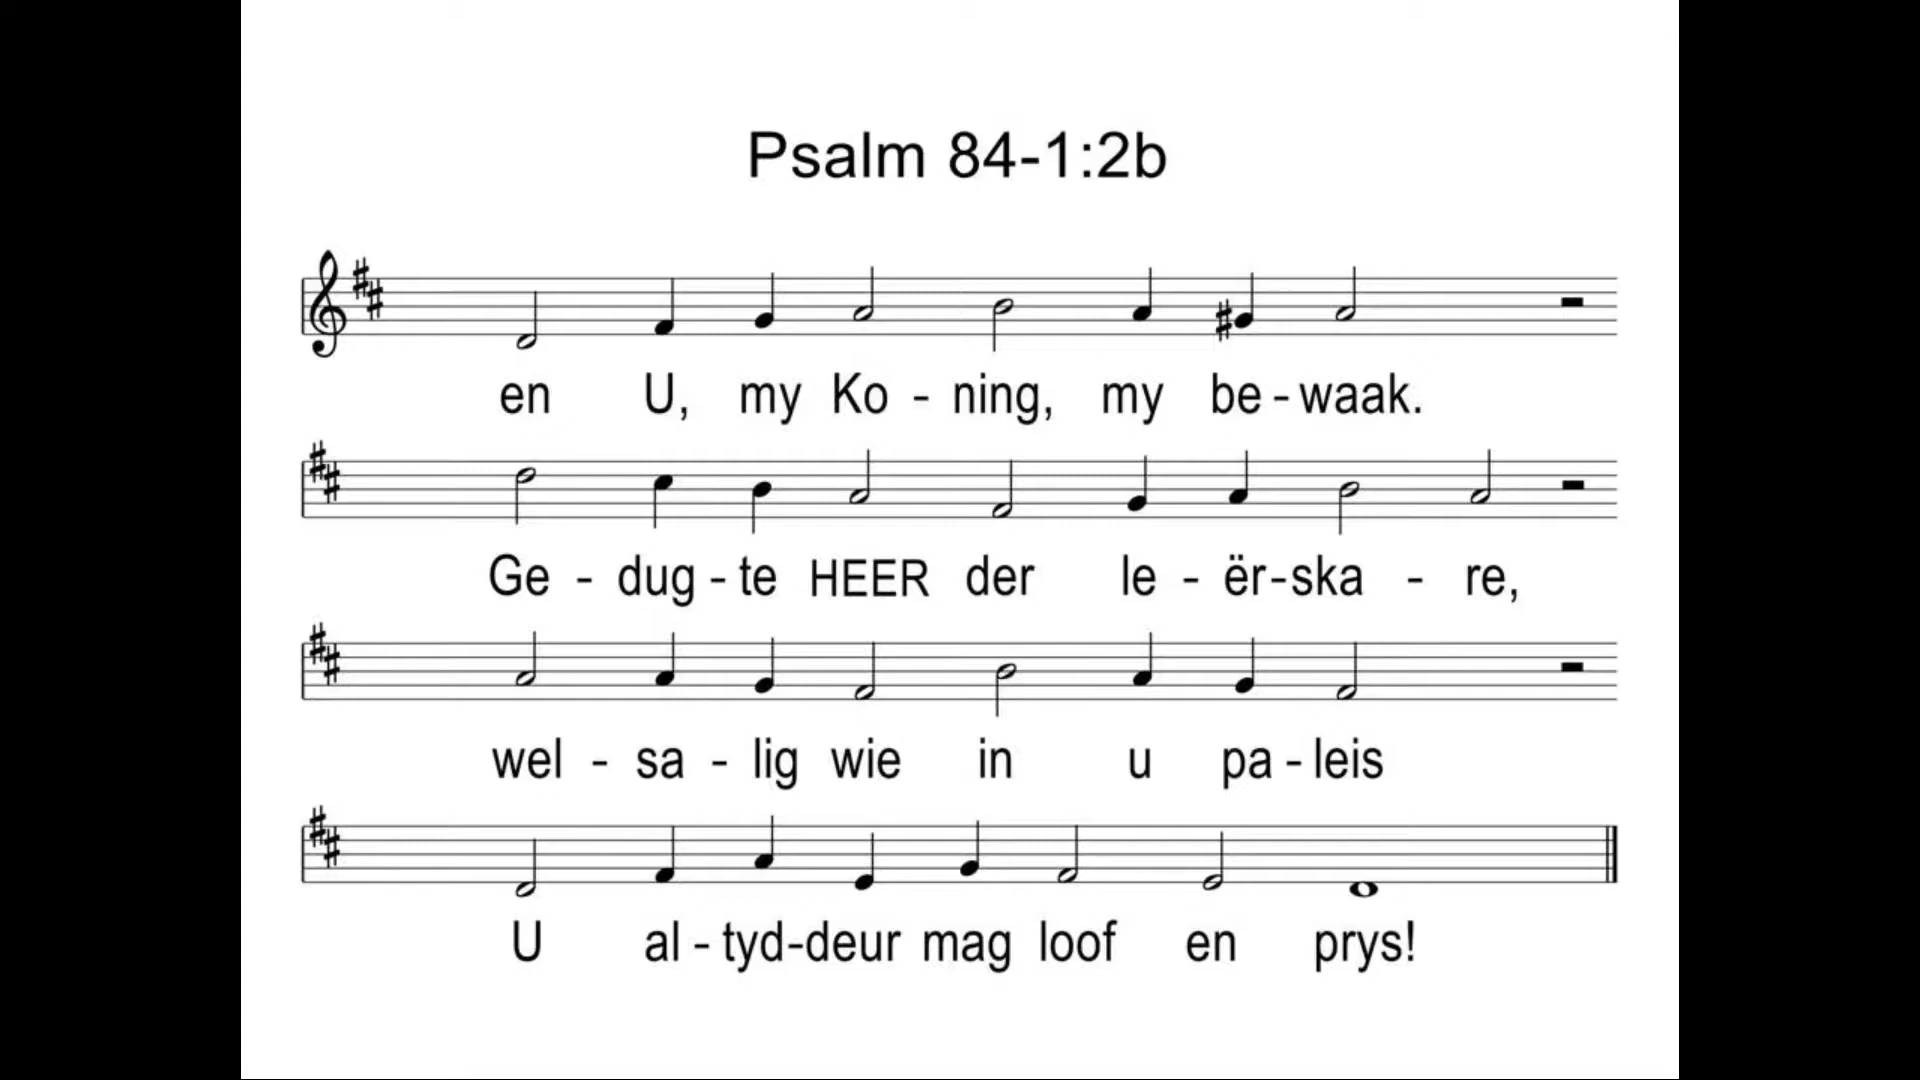 Psalm 84-1:2b
en U, my Ko - ning, my be - waak.
Ge - dug - te HEER der le - ër - ska - re,
wel - sa - lig wie in u pa - leis
U al - tyd - deur mag loof en prys!